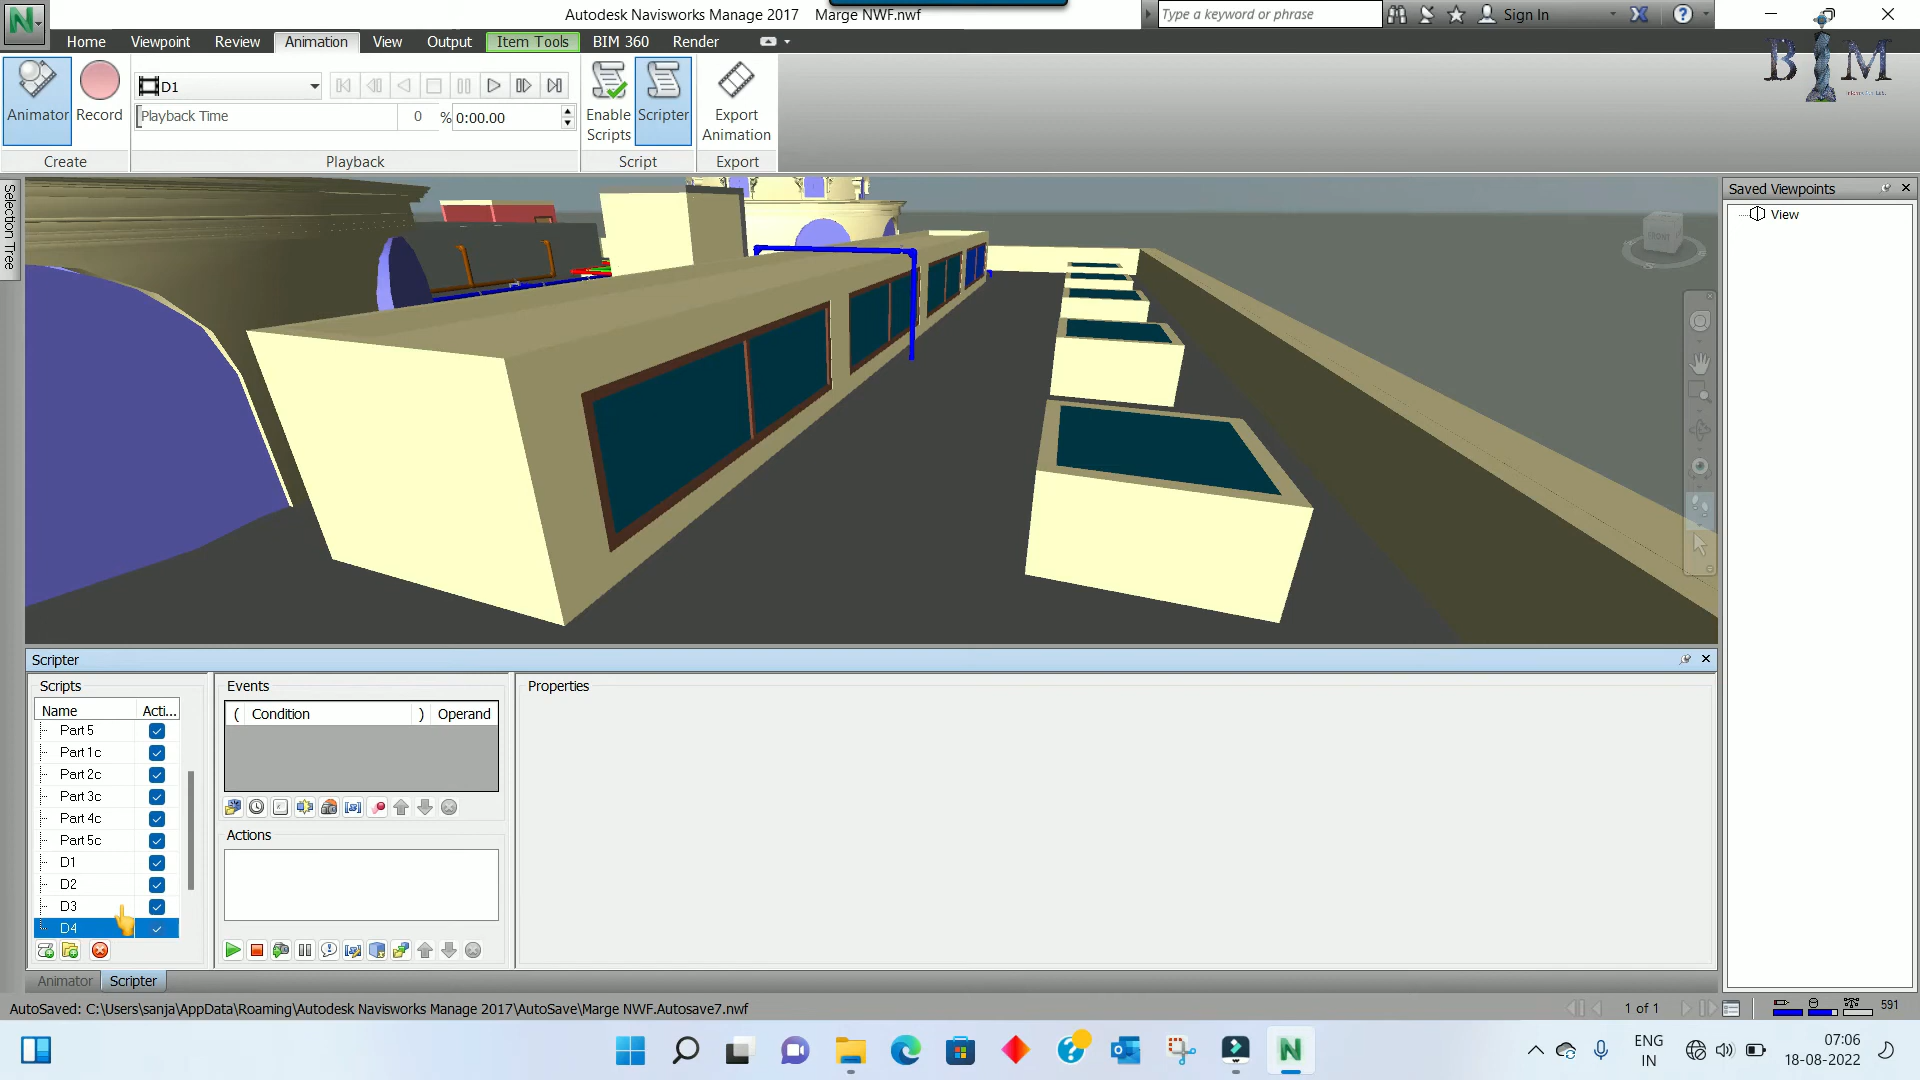 Autodesk Navisworks Manage 2017 Marge NWF.nwf
Type a keyword or phrase
Sign In
Home Viewpoint Review Animation View Output Item Tools BIM 360 Render
BIM
D1
Animator Record
Playback Time 0 % 0:00.00
Enable Scripts
Scripter
Export Animation
Create Playback Script Export
Selection Tree
Saved Viewpoints
View
FRONT
Scripter
Scripts
Name Acti...
Part 5
Part 1c
Part 2c
Part 3c
Part 4c
Part 5c
D1
D2
D3
D4
Events
( Condition ) Operand
Actions
Properties
Animator Scripter
AutoSaved: C:\Users\sanja\AppData\Roaming\Autodesk Navisworks Manage 2017\AutoSave\Marge NWF.Autosave7.nwf
1 of 1
591
ENG
IN
07:06
18-08-2022